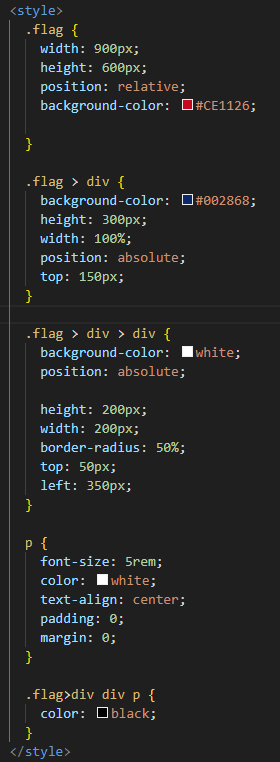 <style>
.flag {
width: 900px;
height: 600px;
position: relative;
background-color: #CE1126;
}
.flag > div {
background-color: #002868;
height: 300px;
width: 100%;
position: absolute;
top: 150px;
}
.flag > div > div {
background-color: white;
position: absolute;
height: 200px;
width: 200px;
border-radius: 50%;
top: 50px;
left: 350px;
}
p {
font-size: 5rem;
color: white;
text-align: center;
padding: 0;
margin: 0;
}
.flag>div div p {
color: black;
}
</style>